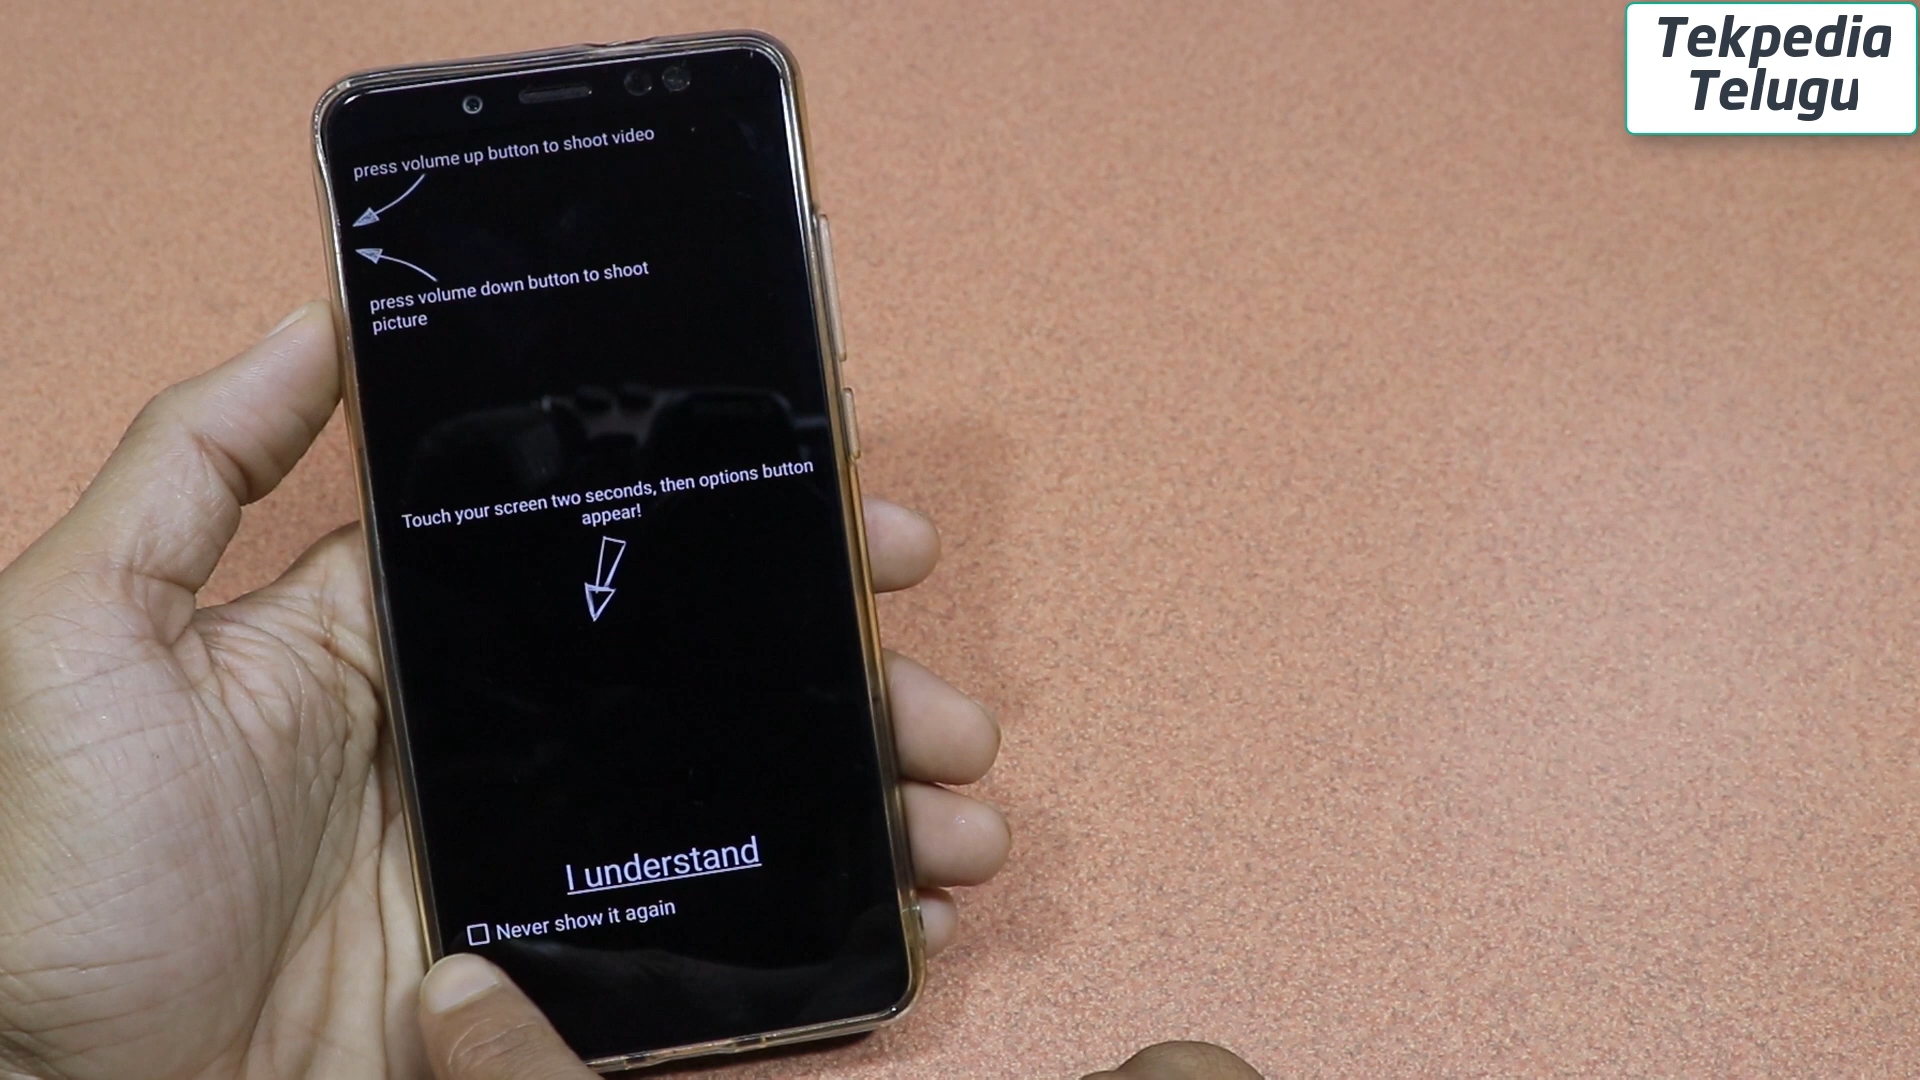 Tekpedia
Telugu
press volume up button to shoot video
press volume down button to shoot
picture
Touch your screen two seconds, then options button
appear!
I understand
Never show it again